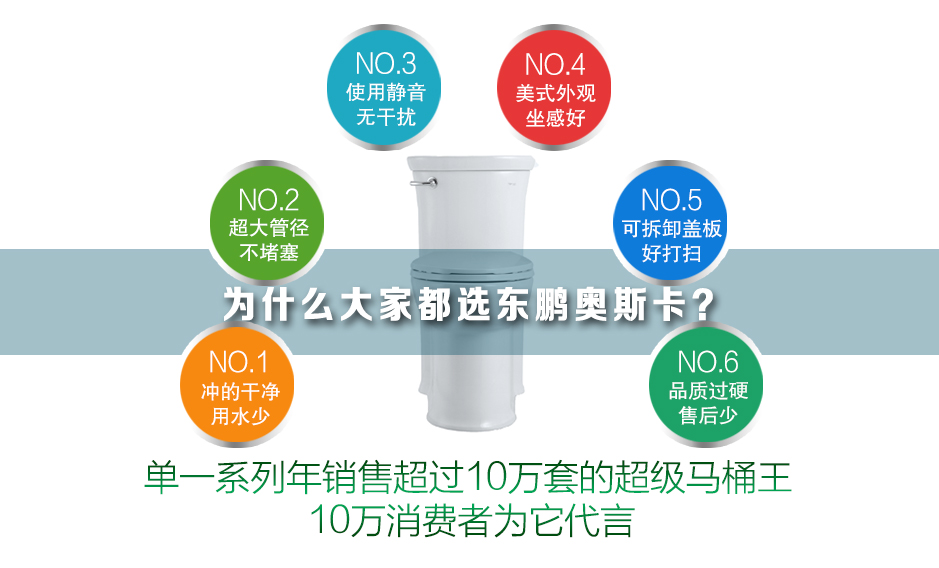 NO.3
使用静音
无干扰
NO.4
美式外观
坐感好
NO.2
超大管径
不堵塞
NO.5
可拆卸盖板
好打扫
为什么大家都选东鹏奥斯卡?
NO.1
冲的干净
用水少
NO.6
品质过硬
售后少
单一系列年销售超过10万套的超级马桶王
10万消费者为它代言